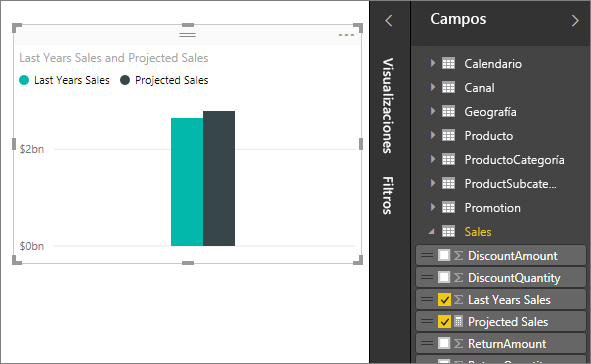 Last Years Sales and Projected Sales
Last Years Sales
Projected Sales
$2bn
$0bn
Visualizaciones
Filtros
Campos
Calendario
Canal
Geografía
Producto
ProductoCategoría
ProductSubcate...
Promotion
Sales
DiscountAmount
DiscountQuantity
Last Years Sales
Projected Sales
ReturnAmount